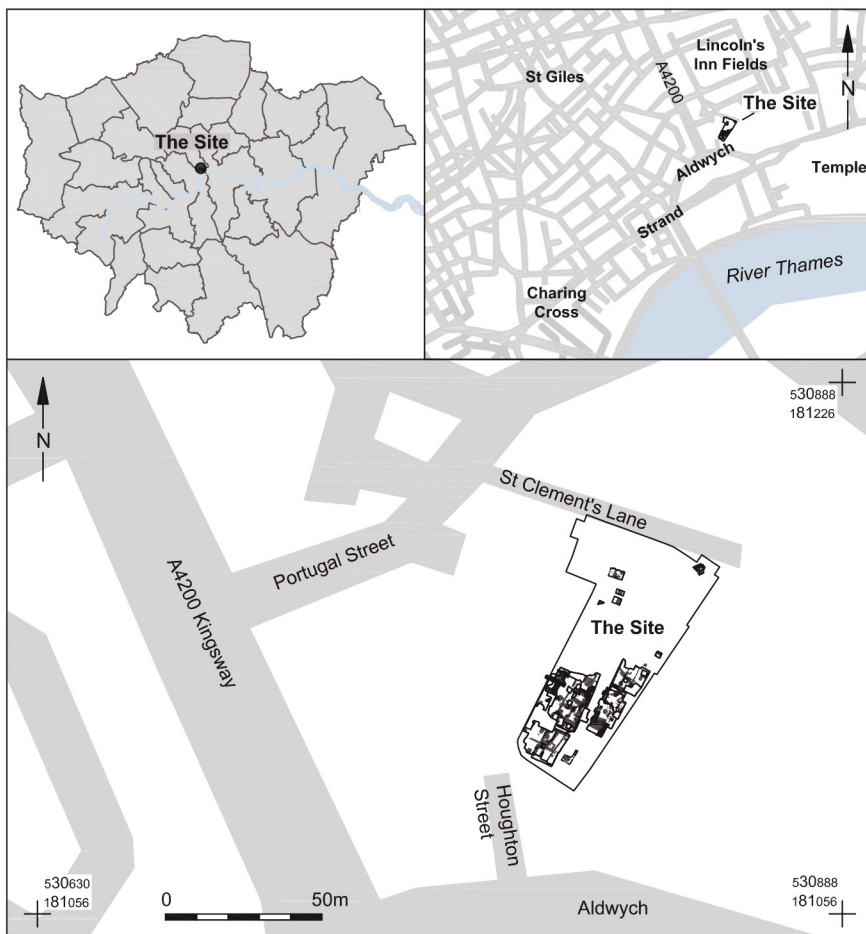 The Site
St Giles
A4200
Lincoln's
Inn Fields
The Site
N
Aldwych
Temple
Strand
River Thames
Charing
Cross
N
530888
181226
St Clement's Lane
Portugal Street
A4200 Kingsway
The Site
Houghton
Street
530630
181056
0 50m
Aldwych
530888
181056